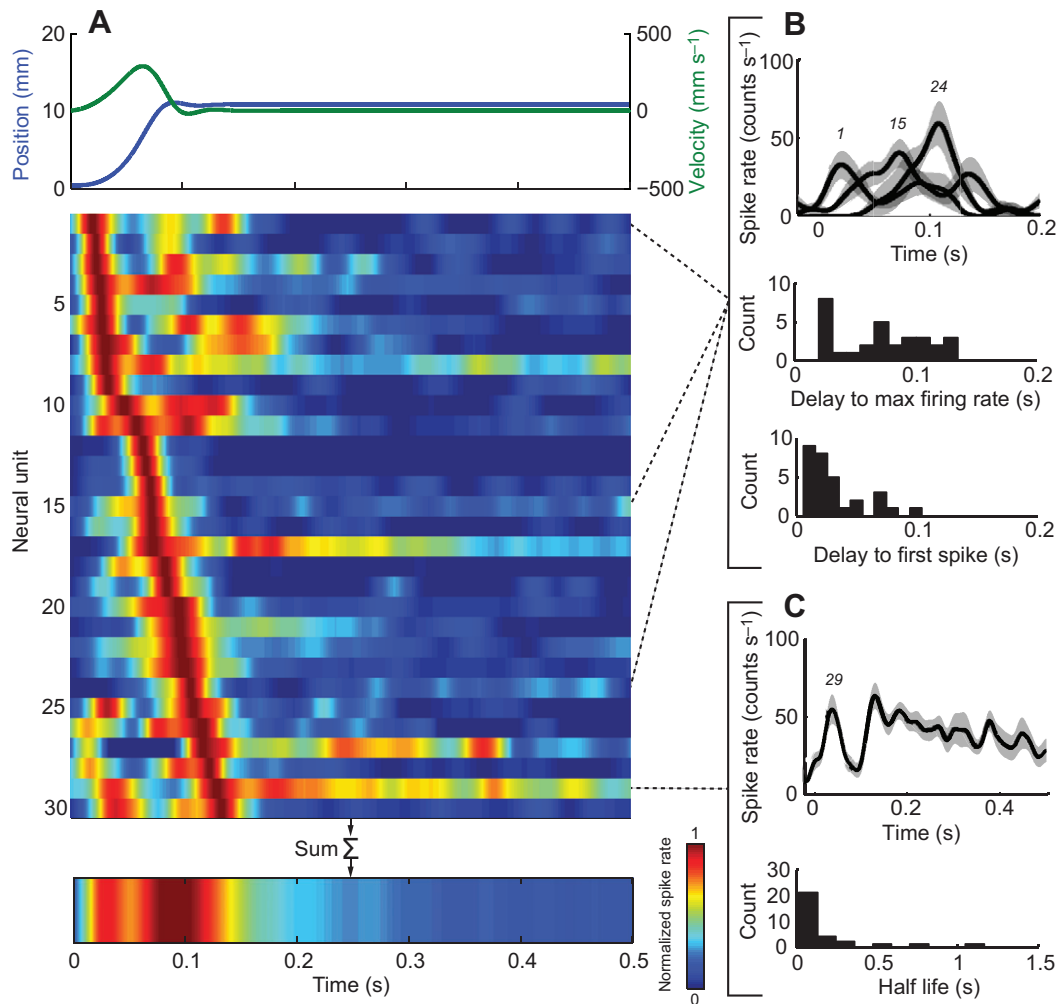 A
20
10
0
Position (mm)
500
0
−500
Velocity (mm s−1)
5
10
15
20
25
30
Neural unit
Sum Σ
0
0.1
0.2
0.3
0.4
0.5
Time (s)
1
0
Normalized spike rate
B
100
50
0
Spike rate (counts s−1)
1
15
24
0
0.1
0.2
Time (s)
10
5
0
Count
0
0.1
0.2
Delay to max firing rate (s)
10
5
0
Count
0
0.1
0.2
Delay to first spike (s)
C
100
50
0
Spike rate (counts s−1)
29
0
0.2
0.4
Time (s)
30
20
10
0
Count
0
0.5
1
1.5
Half life (s)